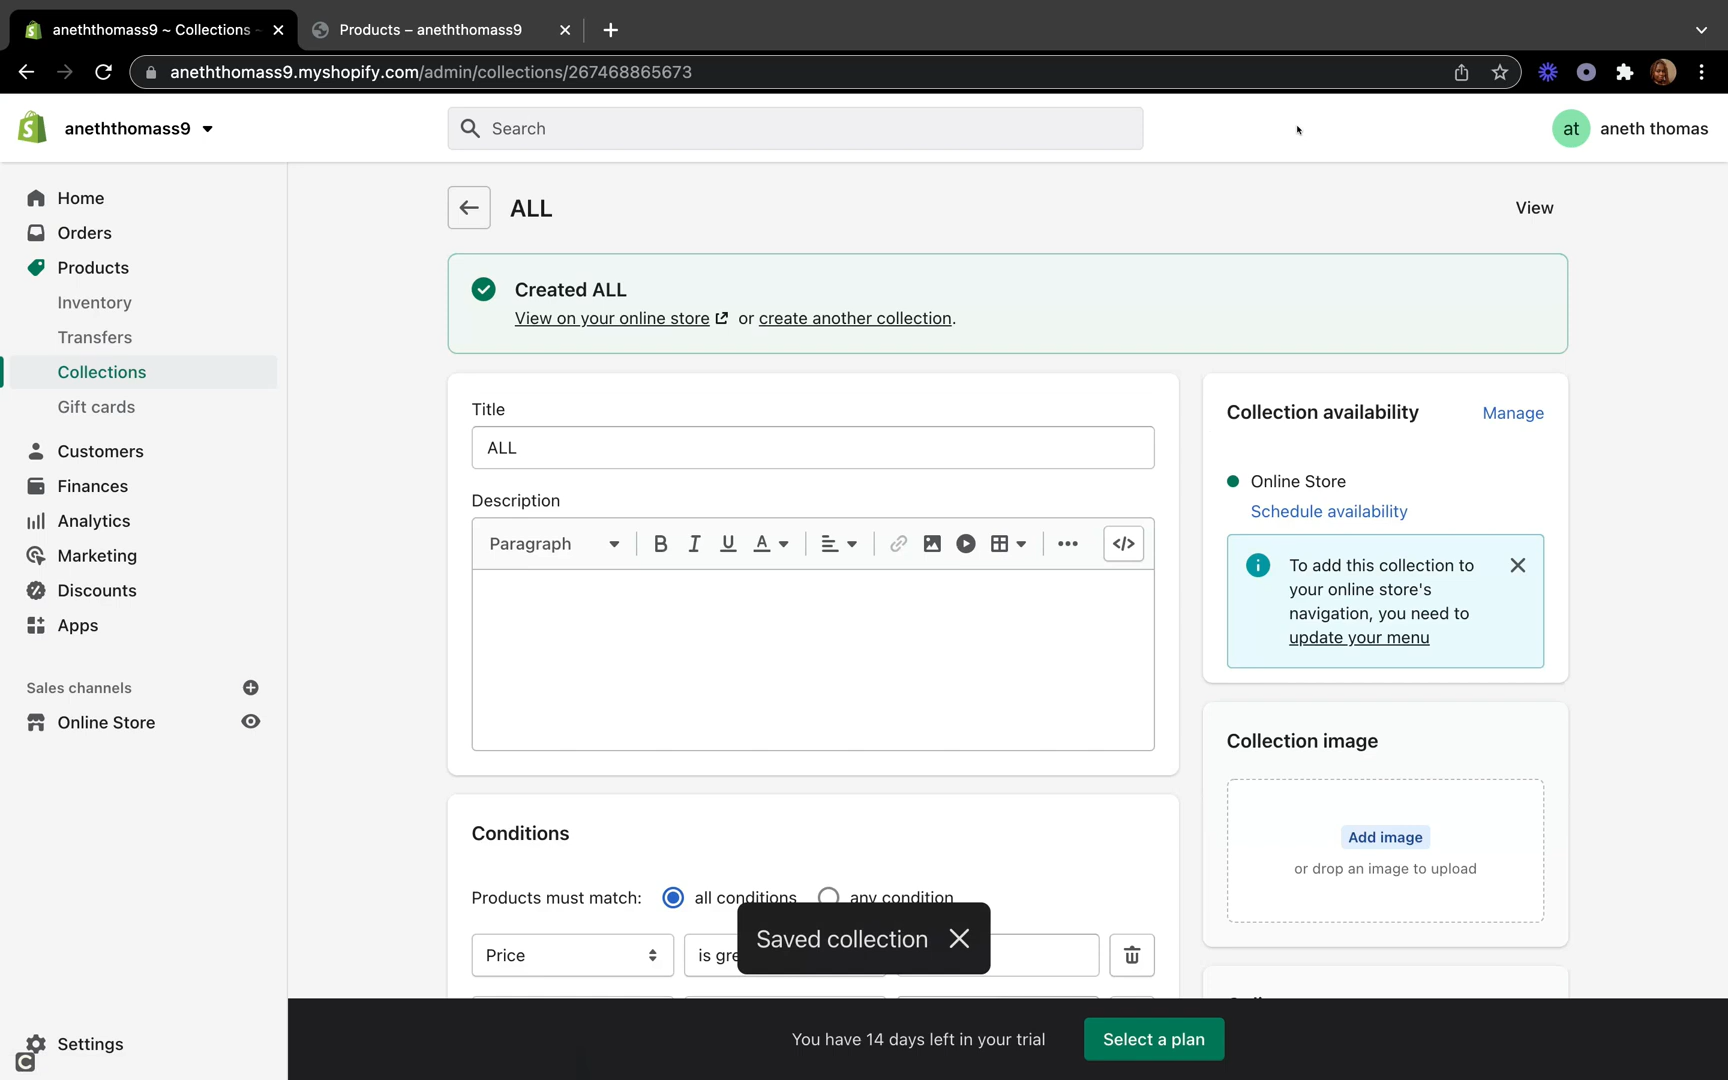 aneththomass9 ~ Collections ~
Products – aneththomass9
aneththomass9.myshopify.com/admin/collections/267468865673
aneththomass9
Search
at
aneth thomas
Home
Orders
Products
Inventory
Transfers
Collections
Gift cards
Customers
Finances
Analytics
Marketing
Discounts
Apps
Sales channels
Online Store
Settings
ALL
View
Created ALL
View on your online store or create another collection.
Title
ALL
Description
Paragraph
B I U A
</>
Conditions
Products must match: all conditions any condition
Price
is gre
Saved collection
Collection availability
Manage
Online Store
Schedule availability
To add this collection to
your online store's
navigation, you need to
update your menu
Collection image
Add image
or drop an image to upload
You have 14 days left in your trial
Select a plan